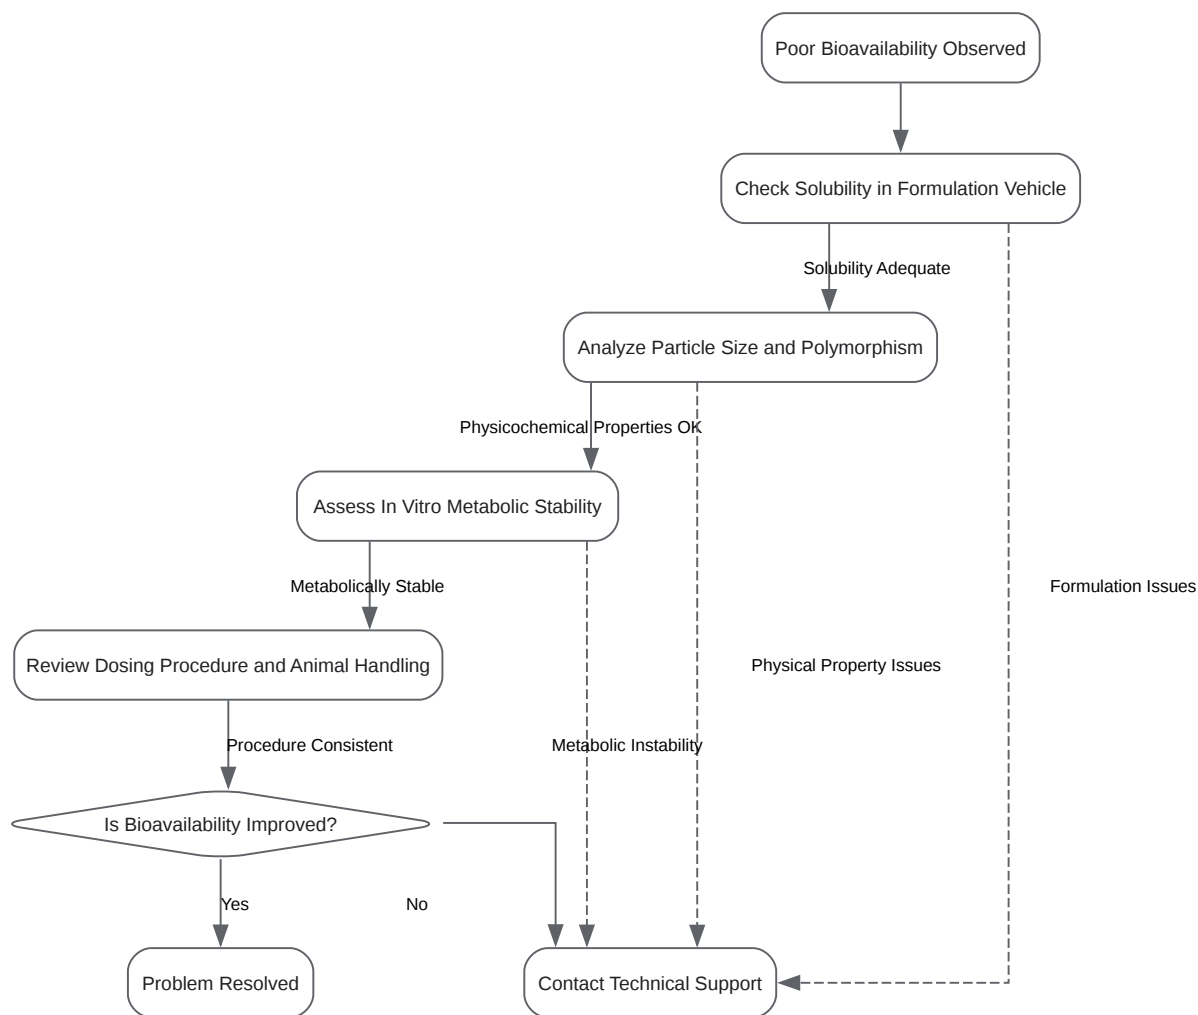 Poor Bioavailability Observed
Check Solubility in Formulation Vehicle
Solubility Adequate
Analyze Particle Size and Polymorphism
Physicochemical Properties OK
Assess In Vitro Metabolic Stability
Metabolically Stable
Formulation Issues
Review Dosing Procedure and Animal Handling
Physical Property Issues
Procedure Consistent
Metabolic Instability
Is Bioavailability Improved?
Yes
No
Problem Resolved
Contact Technical Support